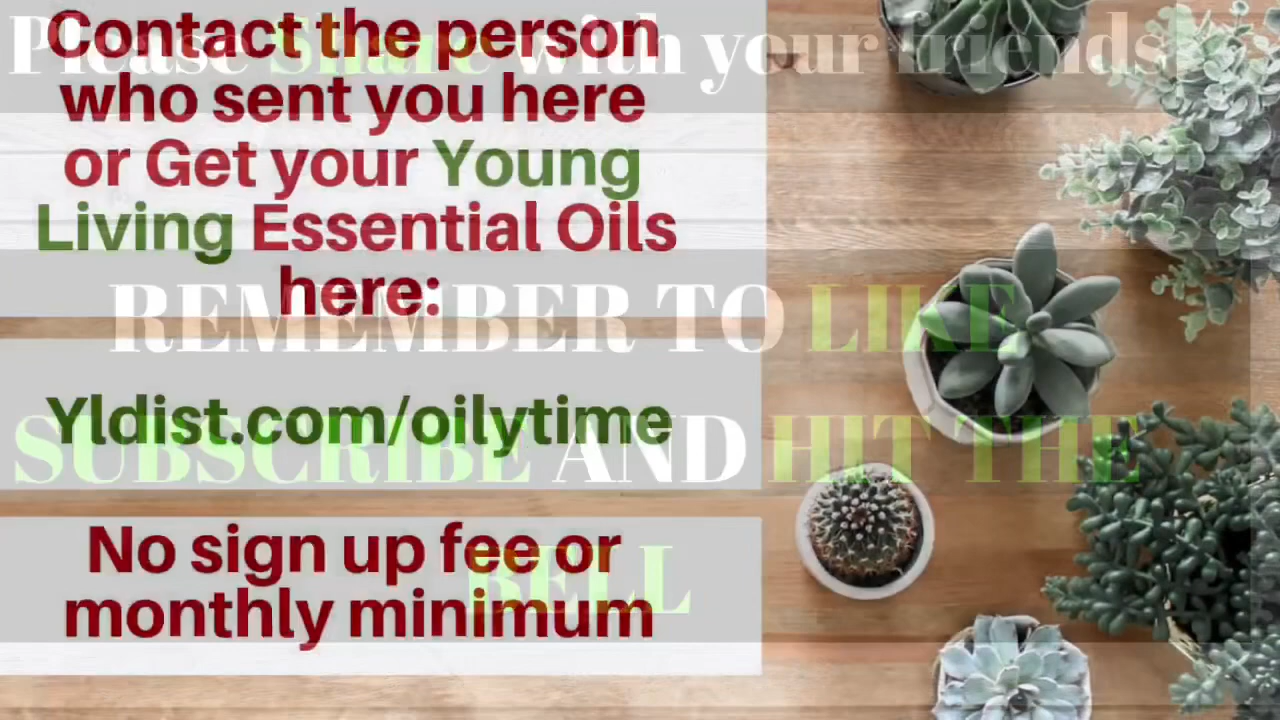 Please Share with your friends
Contact the person
who sent you here
or Get your Young
Living Essential Oils
here:
REMEMBER TO LIKE
Yldist.com/oilytime
SUBSCRIBE AND HIT THE
No sign up fee or
BELL
monthly minimum